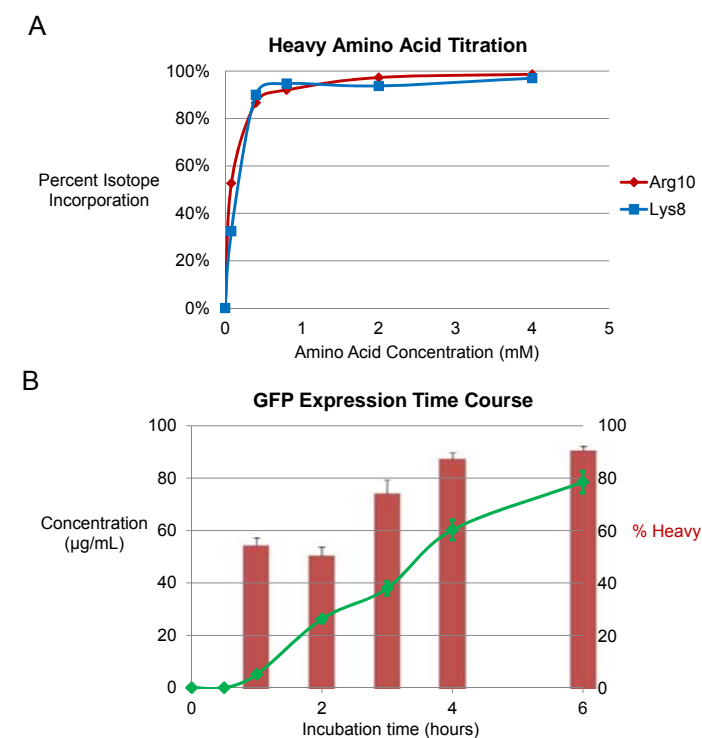 A
Heavy Amino Acid Titration
100%
80%
60%
40%
20%
0%
Percent Isotope
Incorporation
0 1 2 3 4 5
Amino Acid Concentration (mM)
Arg10
Lys8
B
GFP Expression Time Course
100
80
60
40
20
0
Concentration
(µg/mL)
100
80
60
40
20
0
% Heavy
0 2 4 6
Incubation time (hours)